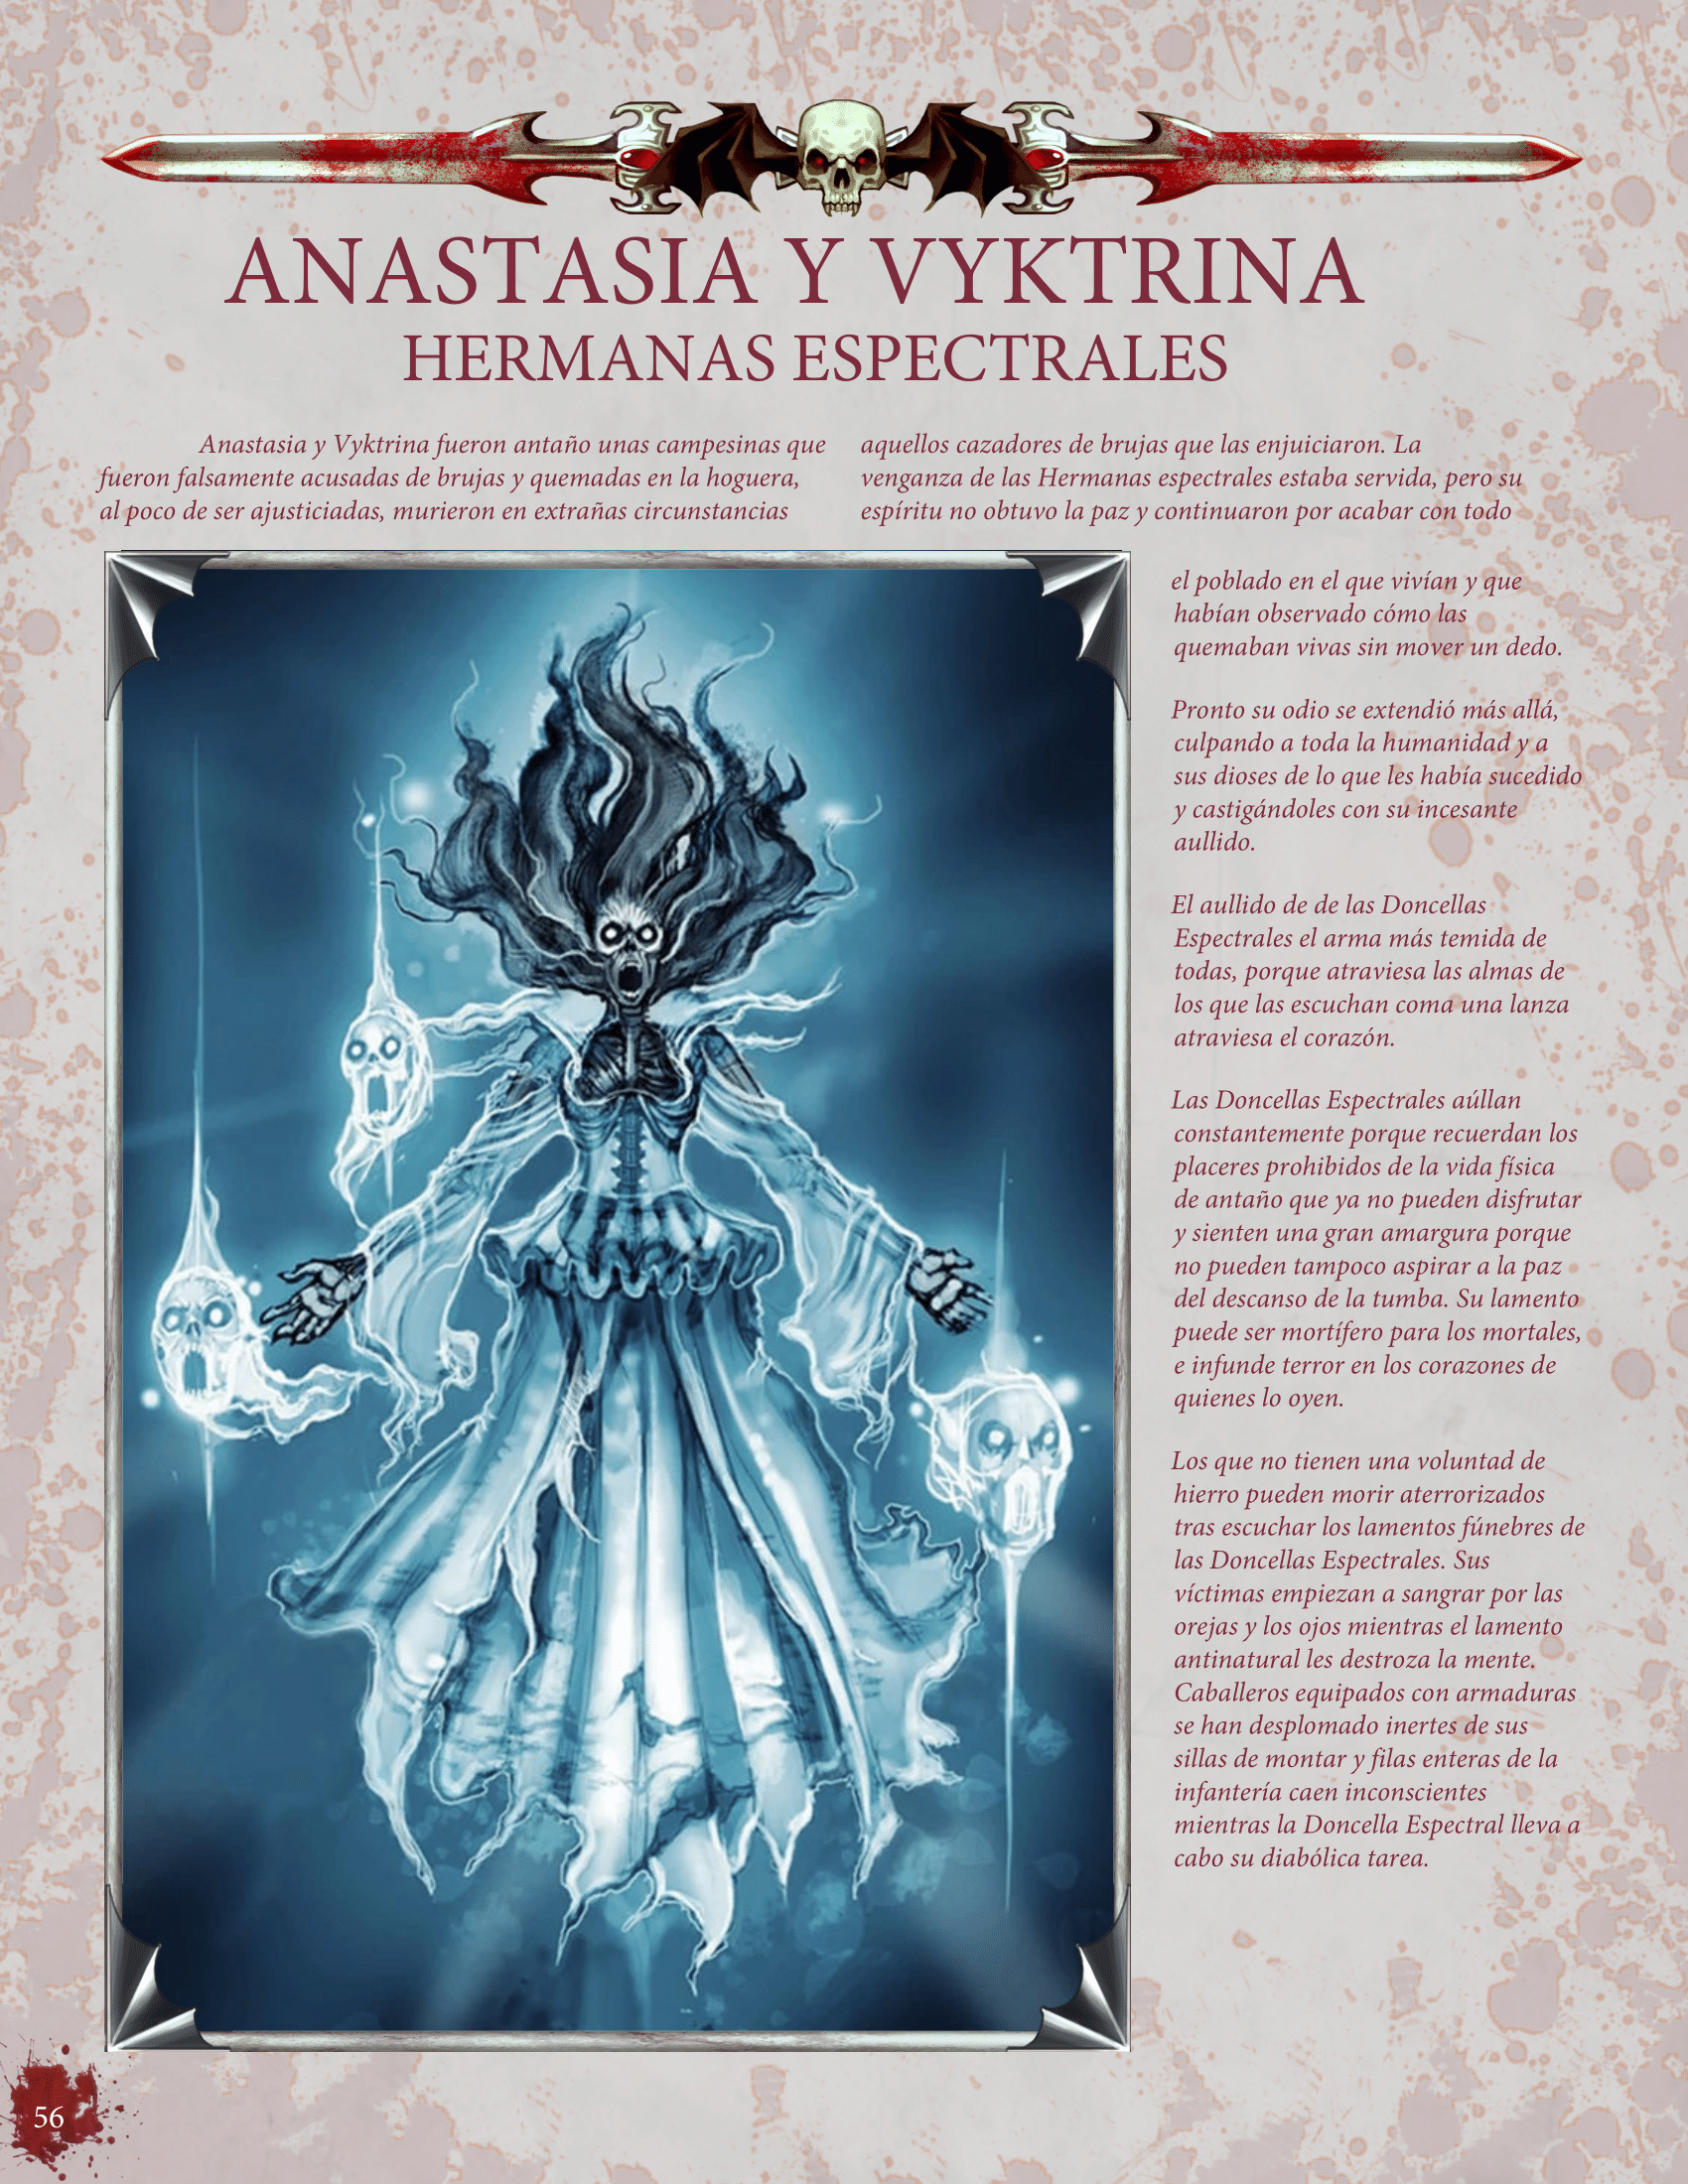 ANASTASIA Y VYKTRINA
HERMANAS ESPECTRALES
Anastasia y Vyktrina fueron antaño unas campesinas que
fueron falsamente acusadas de brujas y quemadas en la hoguera,
al poco de ser ajusticiadas, murieron en extrañas circunstancias
aquellos cazadores de brujas que las enjuiciaron. La
venganza de las Hermanas espectrales estaba servida, pero su
espíritu no obtuvo la paz y continuaron por acabar con todo
el poblado en el que vivían y que
habían observado cómo las
quemaban vivas sin mover un dedo.
Pronto su odio se extendió más allá,
culpando a toda la humanidad y a
sus dioses de lo que les había sucedido
y castigándoles con su incesante
aullido.
El aullido de de las Doncellas
Espectrales el arma más temida de
todas, porque atraviesa las almas de
los que las escuchan coma una lanza
atraviesa el corazón.
Las Doncellas Espectrales aúllan
constantemente porque recuerdan los
placeres prohibidos de la vida física
de antaño que ya no pueden disfrutar
y sienten una gran amargura porque
no pueden tampoco aspirar a la paz
del descanso de la tumba. Su lamento
puede ser mortífero para los mortales,
e infunde terror en los corazones de
quienes lo oyen.
Los que no tienen una voluntad de
hierro pueden morir aterrorizados
tras escuchar los lamentos fúnebres de
las Doncellas Espectrales. Sus
víctimas empiezan a sangrar por las
orejas y los ojos mientras el lamento
antinatural les destroza la mente.
Caballeros equipados con armaduras
se han desplomado inertes de sus
sillas de montar y filas enteras de la
infantería caen inconscientes
mientras la Doncella Espectral lleva a
cabo su diabólica tarea.
56